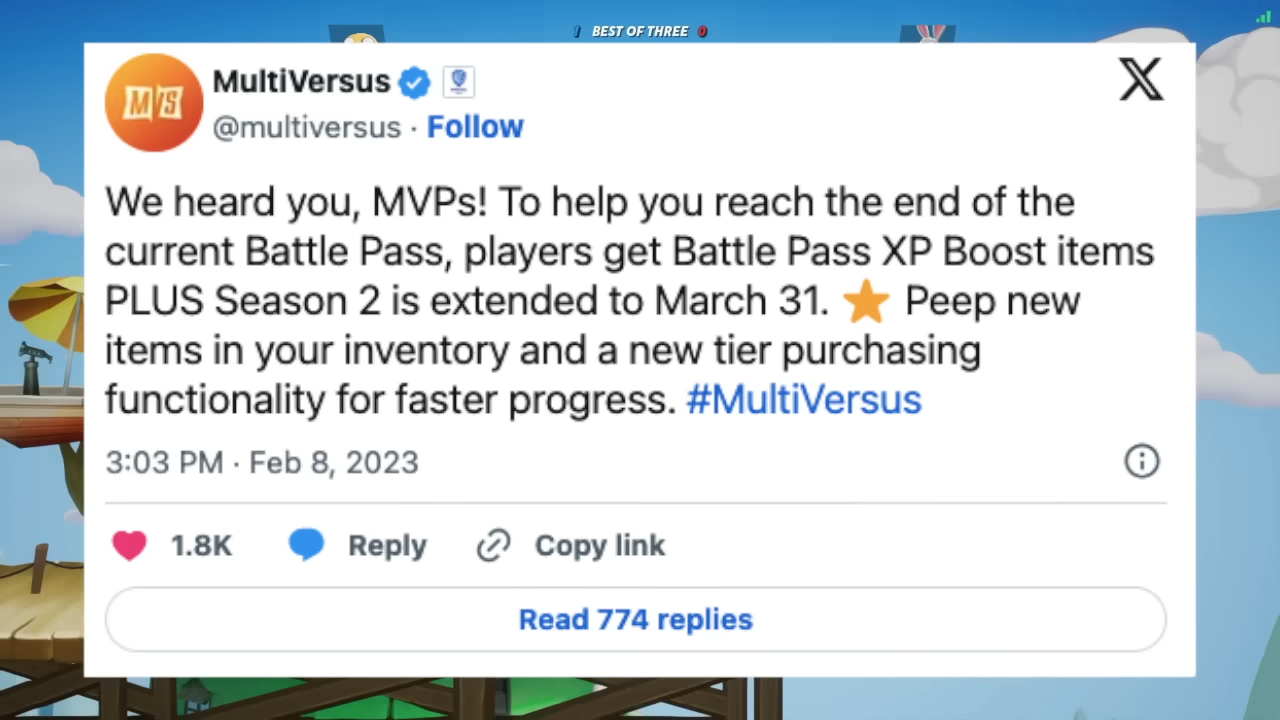 1 BEST OF THREE 0
MVS
MultiVersus
@multiversus · Follow
We heard you, MVPs! To help you reach the end of the
current Battle Pass, players get Battle Pass XP Boost items
PLUS Season 2 is extended to March 31. ⭐ Peep new
items in your inventory and a new tier purchasing
functionality for faster progress. #MultiVersus
3:03 PM · Feb 8, 2023
1.8K Reply Copy link
Read 774 replies